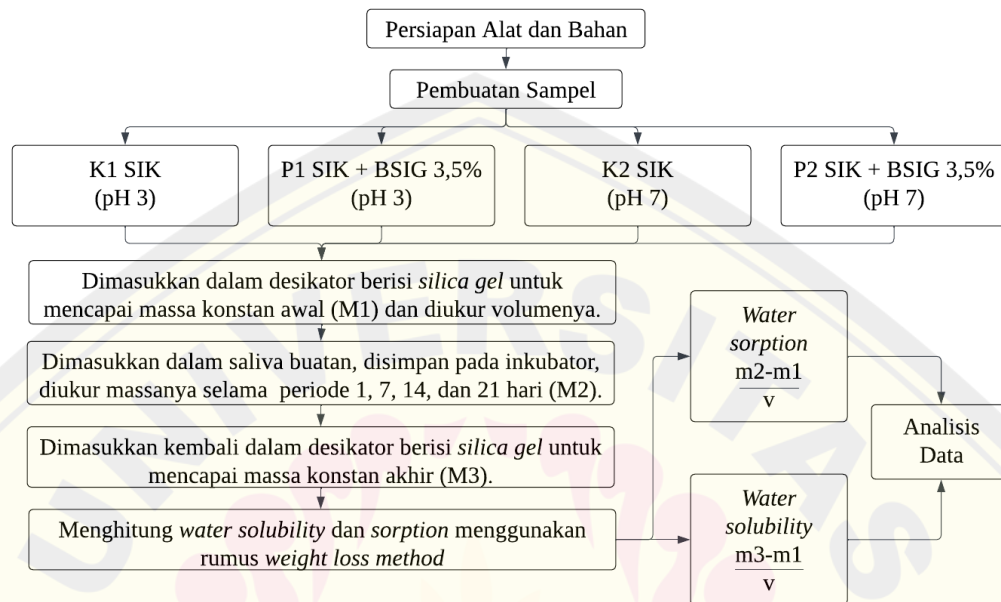 Persiapan Alat dan Bahan
Pembuatan Sampel
K1 SIK
(pH 3)
P1 SIK + BSIG 3,5%
(pH 3)
K2 SIK
(pH 7)
P2 SIK + BSIG 3,5%
(pH 7)
Dimasukkan dalam desikator berisi silica gel untuk
mencapai massa konstan awal (M1) dan diukur volumenya.
Dimasukkan dalam saliva buatan, disimpan pada inkubator,
diukur massanya selama periode 1, 7, 14, dan 21 hari (M2).
Dimasukkan kembali dalam desikator berisi silica gel untuk
mencapai massa konstan akhir (M3).
Menghitung water solubility dan sorption menggunakan
rumus weight loss method
Water
sorption
m2-m1
v
Water
solubility
m3-m1
v
Analisis
Data
UNIVERSITAS